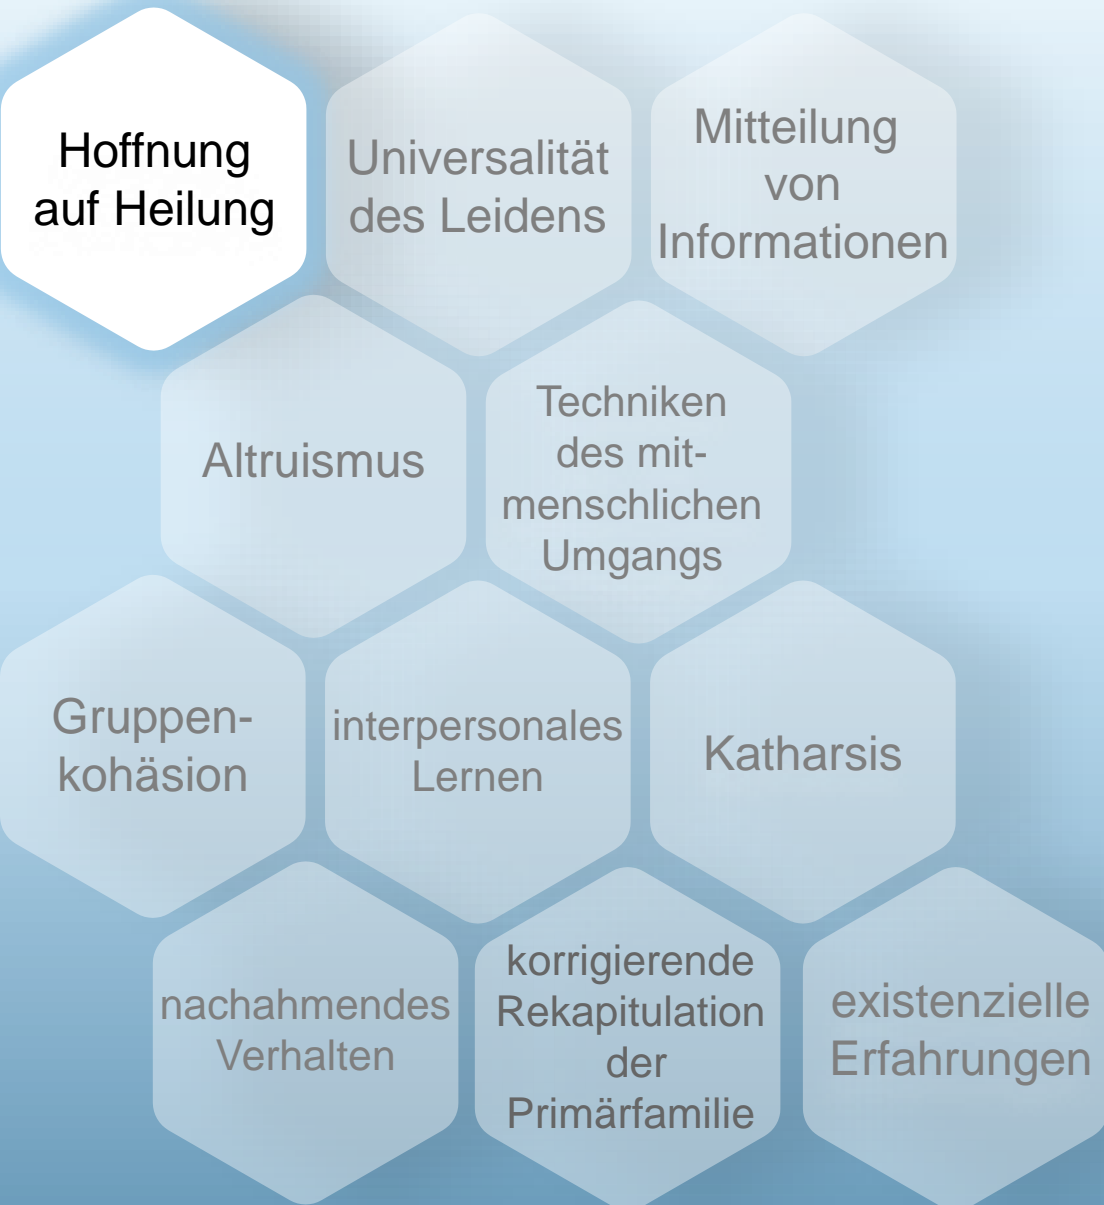 Hoffnung
auf Heilung
Universalität
des Leidens
Mitteilung
von
Informationen
Altruismus
Techniken
des mit-
menschlichen
Umgangs
Gruppen-
kohäsion
interpersonales
Lernen
Katharsis
nachahmendes
Verhalten
korrigierende
Rekapitulation
der
Primärfamilie
existenzielle
Erfahrungen